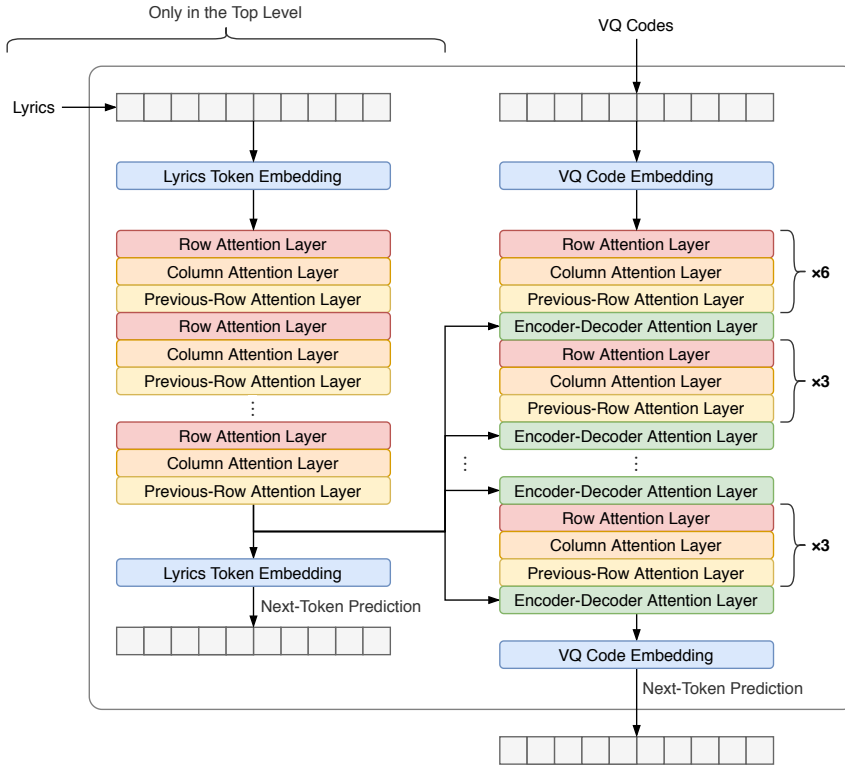 Only in the Top Level
Lyrics
Lyrics Token Embedding
Row Attention Layer
Column Attention Layer
Previous-Row Attention Layer
Row Attention Layer
Column Attention Layer
Previous-Row Attention Layer
⋮
Row Attention Layer
Column Attention Layer
Previous-Row Attention Layer
Lyrics Token Embedding
Next-Token Prediction
VQ Codes
VQ Code Embedding
Row Attention Layer
Column Attention Layer
Previous-Row Attention Layer
×6
Encoder-Decoder Attention Layer
Row Attention Layer
Column Attention Layer
Previous-Row Attention Layer
×3
Encoder-Decoder Attention Layer
⋮
⋮
Encoder-Decoder Attention Layer
Row Attention Layer
Column Attention Layer
Previous-Row Attention Layer
×3
Encoder-Decoder Attention Layer
VQ Code Embedding
Next-Token Prediction